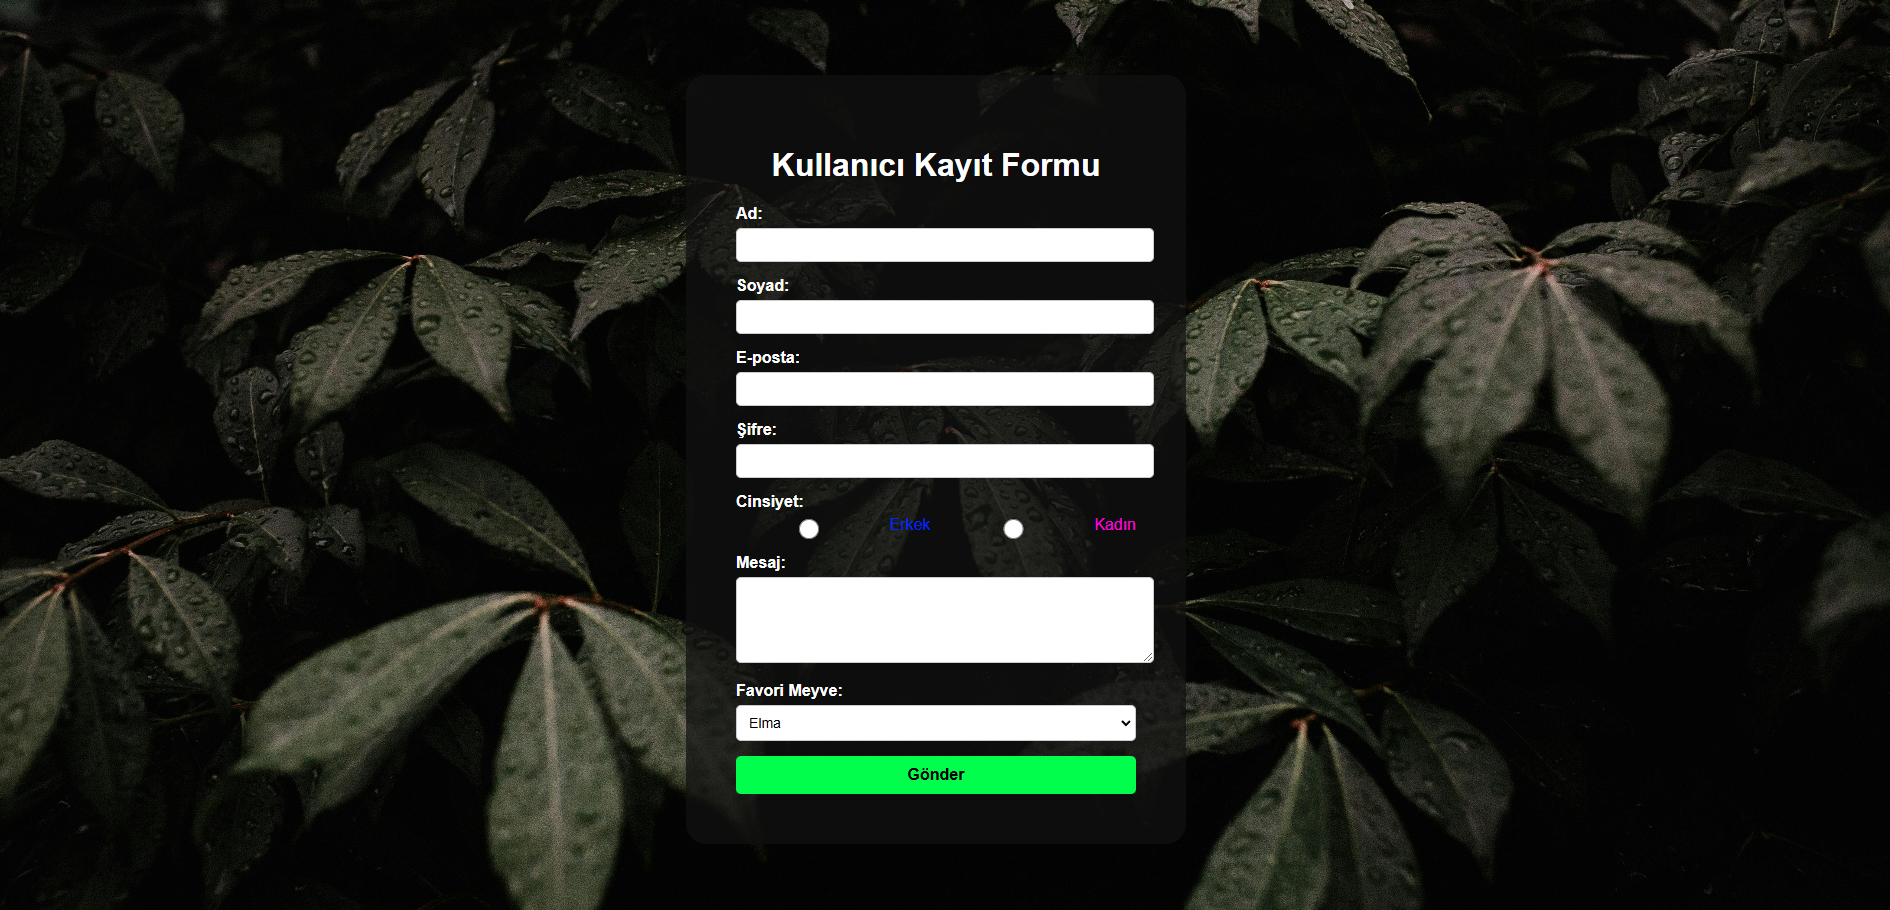 Kullanıcı Kayıt Formu
Ad:
Soyad:
E-posta:
Şifre:
Cinsiyet:
Erkek Kadın
Mesaj:
Favori Meyve:
Elma
Gönder